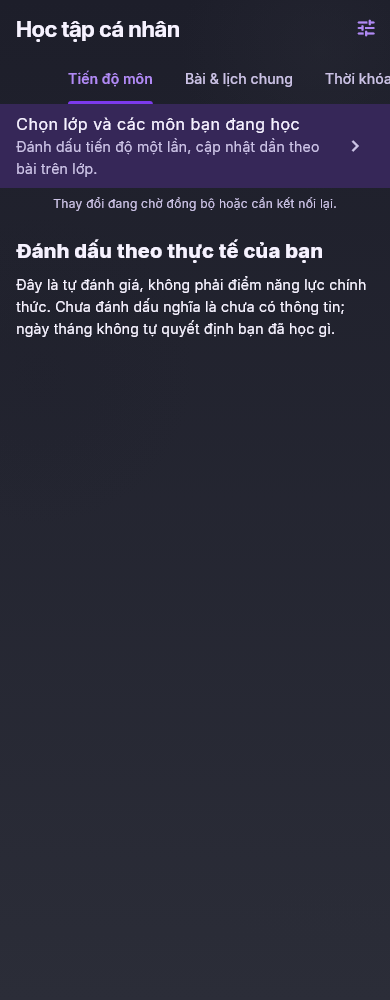 Học tập cá nhân
Tiến độ môn
Bài & lịch chung
Thời khóa
Chọn lớp và các môn bạn đang học
Đánh dấu tiến độ một lần, cập nhật dần theo
bài trên lớp.
Thay đổi đang chờ đồng bộ hoặc cần kết nối lại.
Đánh dấu theo thực tế của bạn
Đây là tự đánh giá, không phải điểm năng lực chính
thức. Chưa đánh dấu nghĩa là chưa có thông tin;
ngày tháng không tự quyết định bạn đã học gì.